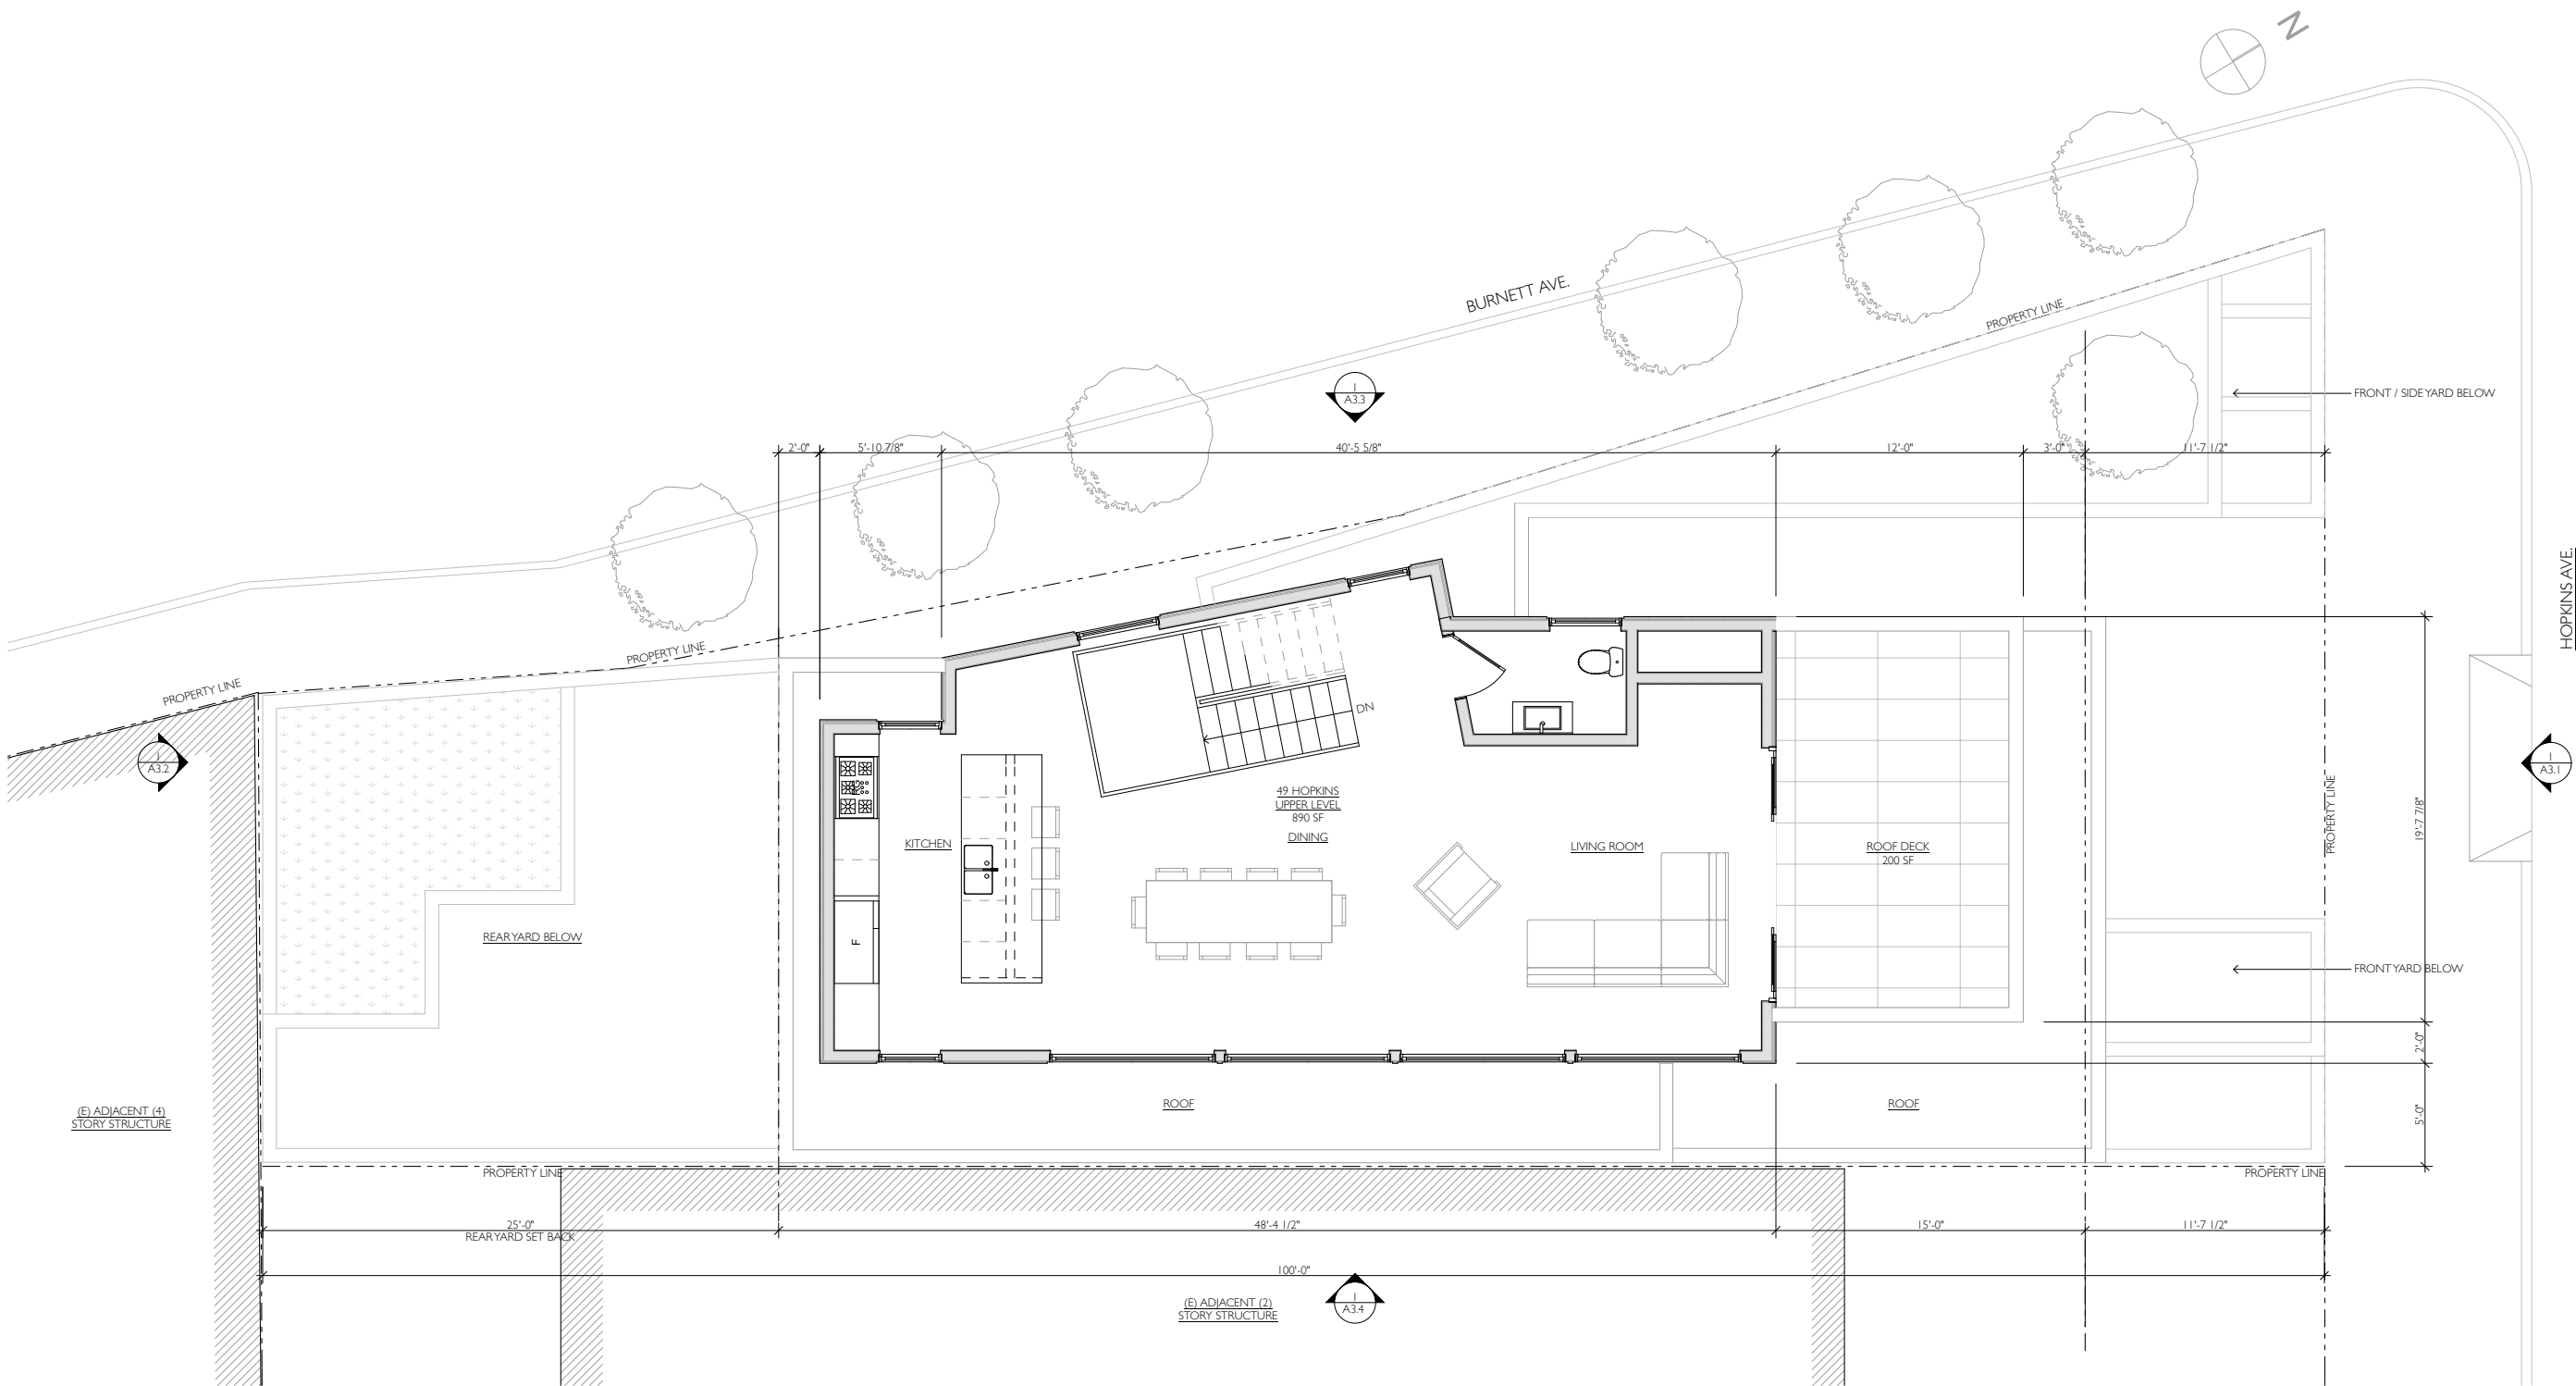 N
BURNETT AVE.
PROPERTY LINE
FRONT / SIDE YARD BELOW
1
A3.3
2'-0"
5'-10 7/8"
40'-5 5/8"
12'-0"
3'-0"
11'-7 1/2"
HOPKINS AVE.
PROPERTY LINE
PROPERTY LINE
DN
1
A3.2
1
A3.1
49 HOPKINS
UPPER LEVEL
890 SF
DINING
KITCHEN
LIVING ROOM
ROOF DECK
200 SF
PROPERTY LINE
19'-7 7/8"
F
REAR YARD BELOW
FRONT YARD BELOW
2'-0"
5'-0"
ROOF
ROOF
(E) ADJACENT (4)
STORY STRUCTURE
PROPERTY LINE
PROPERTY LINE
25'-0"
REAR YARD SET BACK
48'-4 1/2"
15'-0"
11'-7 1/2"
100'-0"
(E) ADJACENT (2)
STORY STRUCTURE
1
A3.4